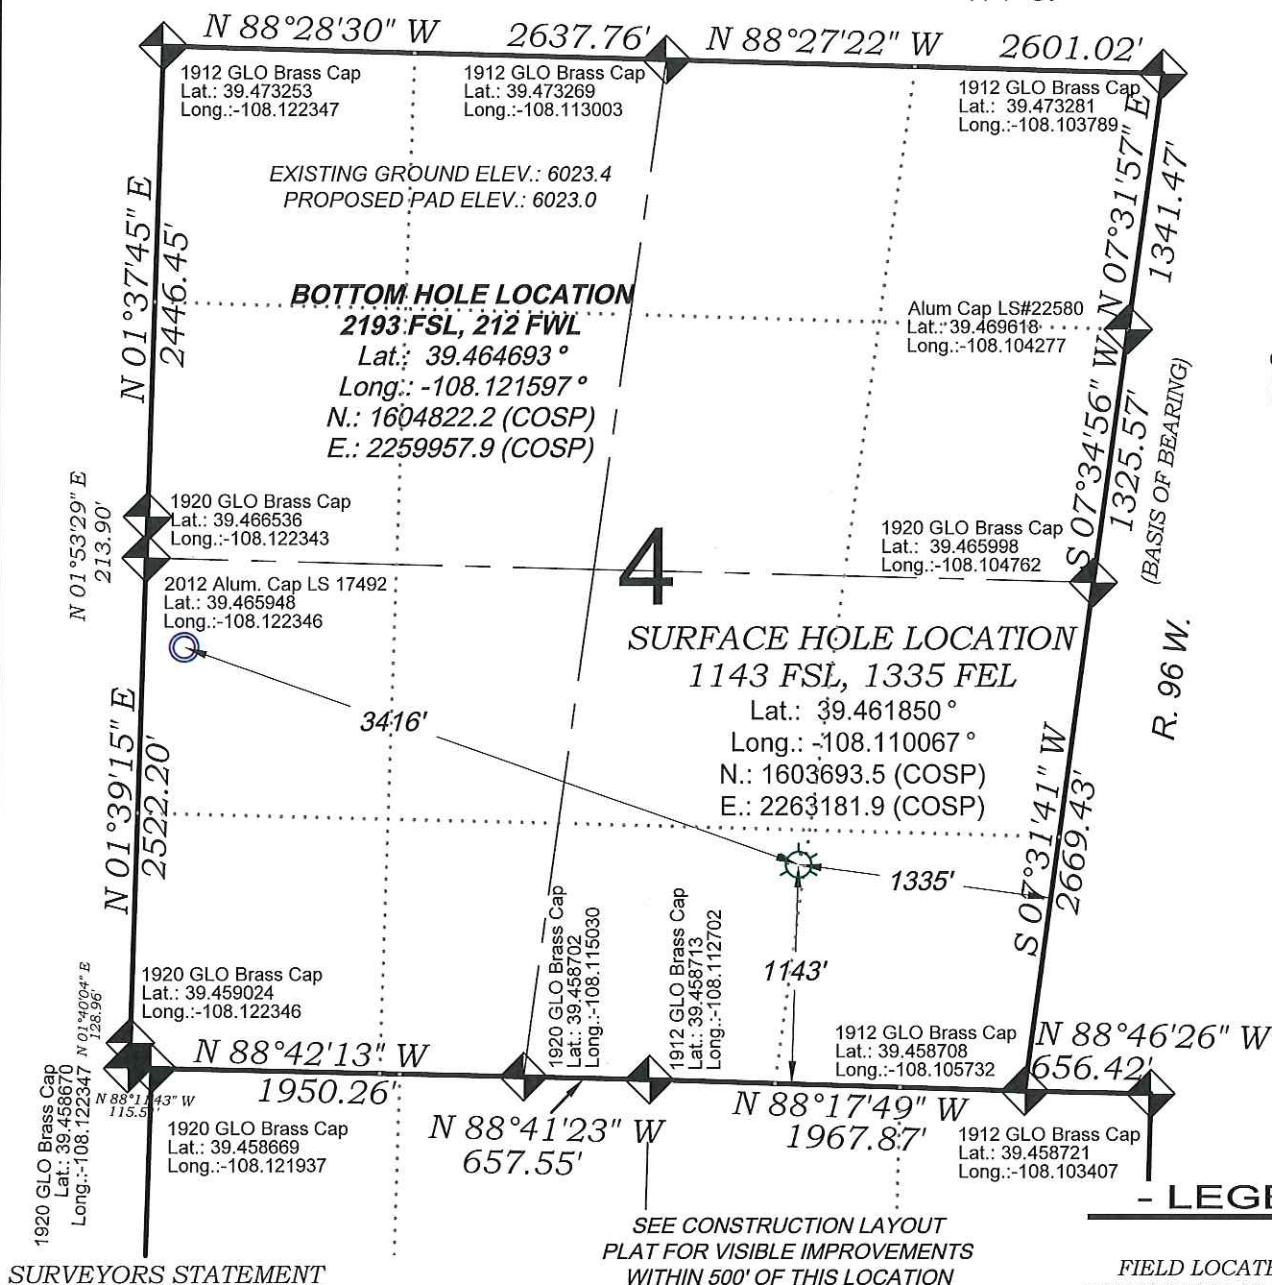 N 88°28'30" W 2637.76' N 88°27'22" W 2601.02'
1912 GLO Brass Cap
Lat.: 39.473253
Long.:-108.122347
1912 GLO Brass Cap
Lat.: 39.473269
Long.:-108.113003
1912 GLO Brass Cap
Lat.: 39.473281
Long.:-108.103789
N 07°31'57" E
1341.47'
EXISTING GROUND ELEV.: 6023.4
PROPOSED PAD ELEV.: 6023.0
N 01°37'45" E
2446.45'
BOTTOM HOLE LOCATION
2193 FSL, 212 FWL
Lat.: 39.464693 °
Long.: -108.121597 °
N.: 1604822.2 (COSP)
E.: 2259957.9 (COSP)
Alum Cap LS#22580
Lat.: 39.469618
Long.:-108.104277
S 07°34'56" W
1325.57'
(BASIS OF BEARING)
N 01°53'29" E
213.90'
1920 GLO Brass Cap
Lat.: 39.466536
Long.:-108.122343
2012 Alum. Cap LS 17492
Lat.: 39.465948
Long.:-108.122346
4
1920 GLO Brass Cap
Lat.: 39.465998
Long.:-108.104762
SURFACE HOLE LOCATION
1143 FSL, 1335 FEL
Lat.: 39.461850 °
Long.: -108.110067 °
N.: 1603693.5 (COSP)
E.: 2263181.9 (COSP)
R. 96 W.
3416'
N 01°39'15" E
2522.20'
S 07°31'41" W
2669.43'
1335'
1143'
1920 GLO Brass Cap
Lat.: 39.458702
Long.:-108.115030
1912 GLO Brass Cap
Lat.: 39.458713
Long.:-108.112702
1920 GLO Brass Cap
Lat.: 39.459024
Long.:-108.122346
N 01°40'04" E
128.96'
1912 GLO Brass Cap
Lat.: 39.458708
Long.:-108.105732
N 88°46'26" W
656.42'
N 88°42'13" W
1950.26'
1920 GLO Brass Cap
Lat.: 39.458670
Long.:-108.122347
N 88°11'43" W
1920 GLO Brass Cap
Lat.: 39.458669
Long.:-108.121937
N 88°41'23" W
657.55'
N 88°17'49" W
1967.87'
1912 GLO Brass Cap
Lat.: 39.458721
Long.:-108.103407
SEE CONSTRUCTION LAYOUT
PLAT FOR VISIBLE IMPROVEMENTS
WITHIN 500' OF THIS LOCATION
- LEGE
SURVEYORS STATEMENT
FIELD LOCATE